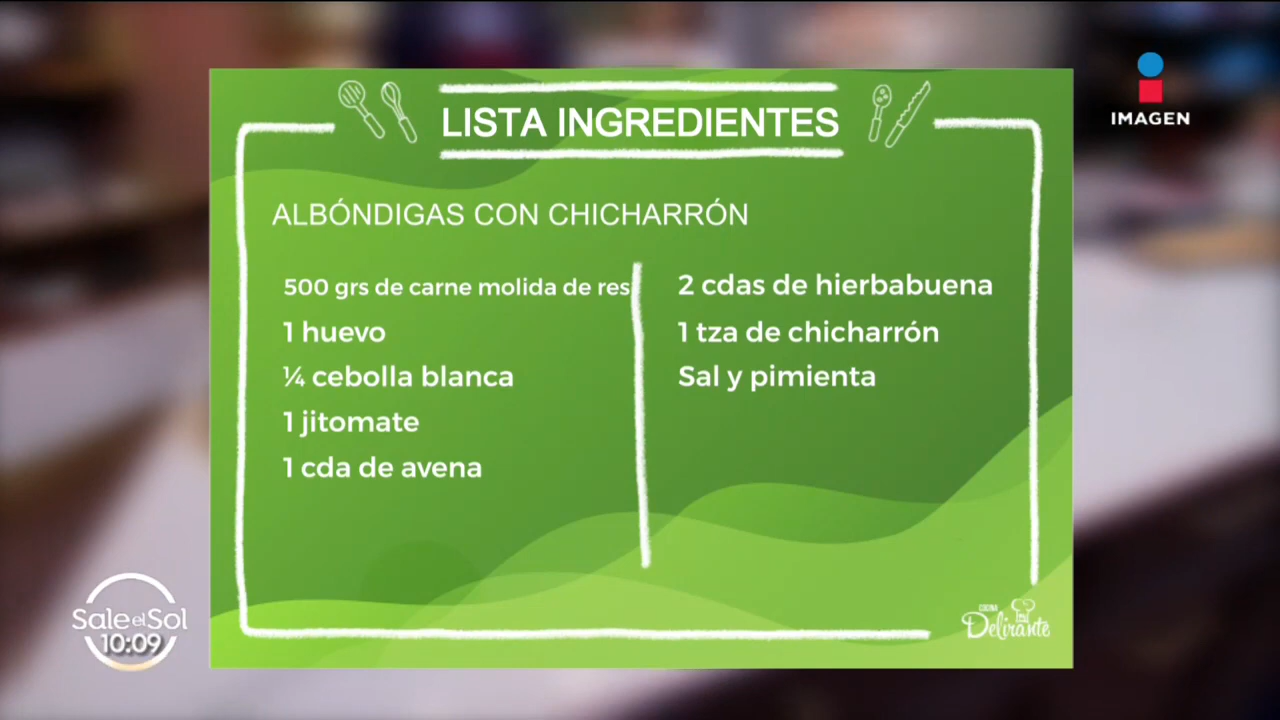 IMAGEN
LISTA INGREDIENTES
ALBÓNDIGAS CON CHICHARRÓN
500 grs de carne molida de res
1 huevo
¼ cebolla blanca
1 jitomate
1 cda de avena
2 cdas de hierbabuena
1 tza de chicharrón
Sal y pimienta
Sale el Sol
10:09
COCINA
Delirante